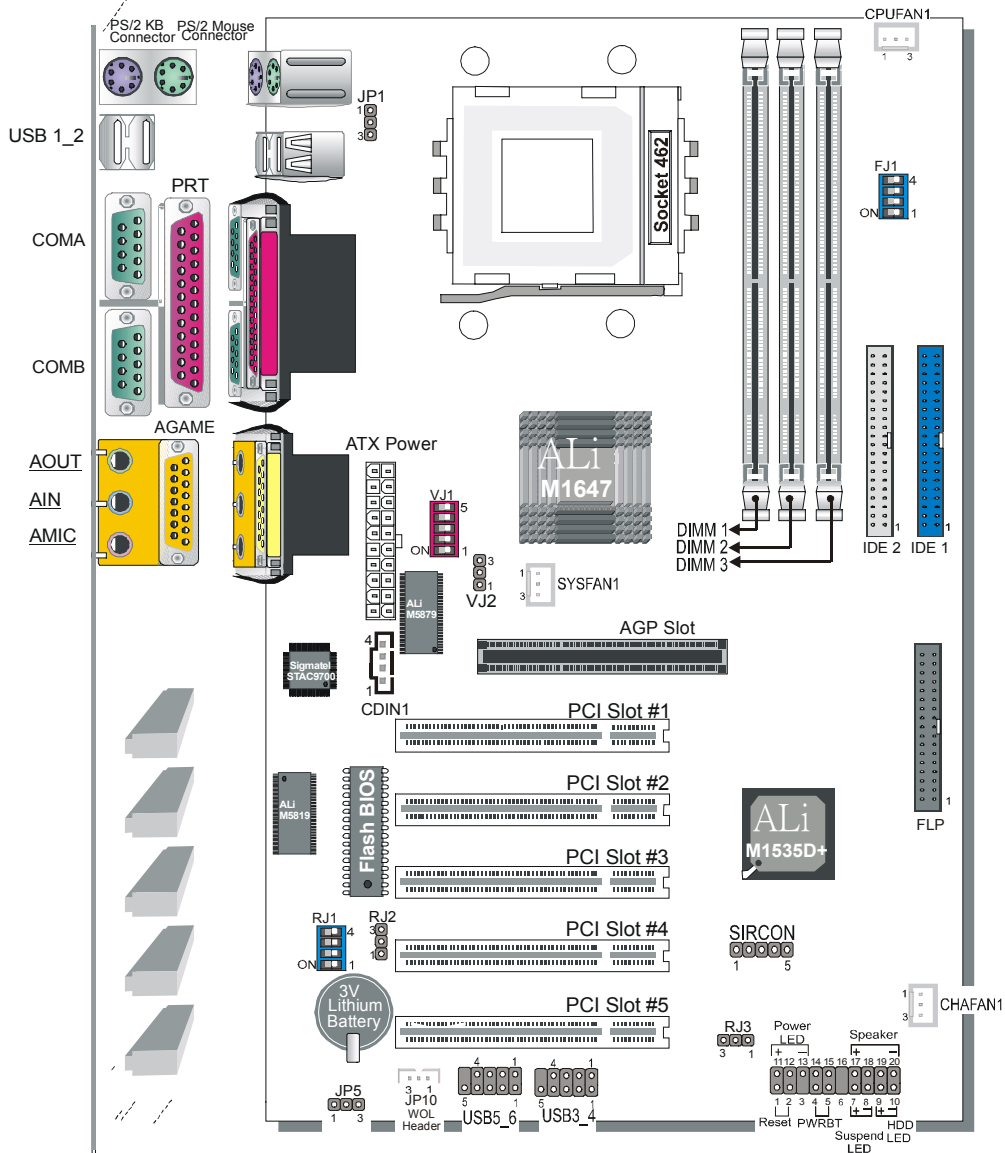 PS/2 KB
Connector
PS/2 Mouse
Connector
CPUFAN1
1 3
JP1
1
3
USB 1_2
PRT
Socket 462
FJ1
4
ON 1
COMA
COMB
AGAME
AOUT
AIN
AMIC
ATX Power
VJ1
5
ON 1
ALi
M1647
DIMM 1
DIMM 2
DIMM 3
1
IDE 2
1
IDE 1
3
1
VJ2
1
3
SYSFAN1
ALi
M5879
AGP Slot
Sigmatel
STAC9700
4
1
CDIN1
PCI Slot #1
PCI Slot #2
ALi
M5819
Flash BIOS
ALi
M1535D+
1
FLP
PCI Slot #3
RJ1
4
ON 1
RJ2
3
1
PCI Slot #4
SIRCON
1 5
3V
Lithium
Battery
PCI Slot #5
1
3
CHAFAN1
RJ3
3 1
Power
LED
+ −
Speaker
+ −
11 12 13 14 15 16 17 18 19 20
1 2 3 4 5 6 7 8 9 10
Reset
PWRBT
+ −
Suspend
LED
+ −
HDD
LED
JP5
1 3
3 1
JP10
WOL
Header
4 1
5 1
USB5_6
4 1
5 1
USB3_4